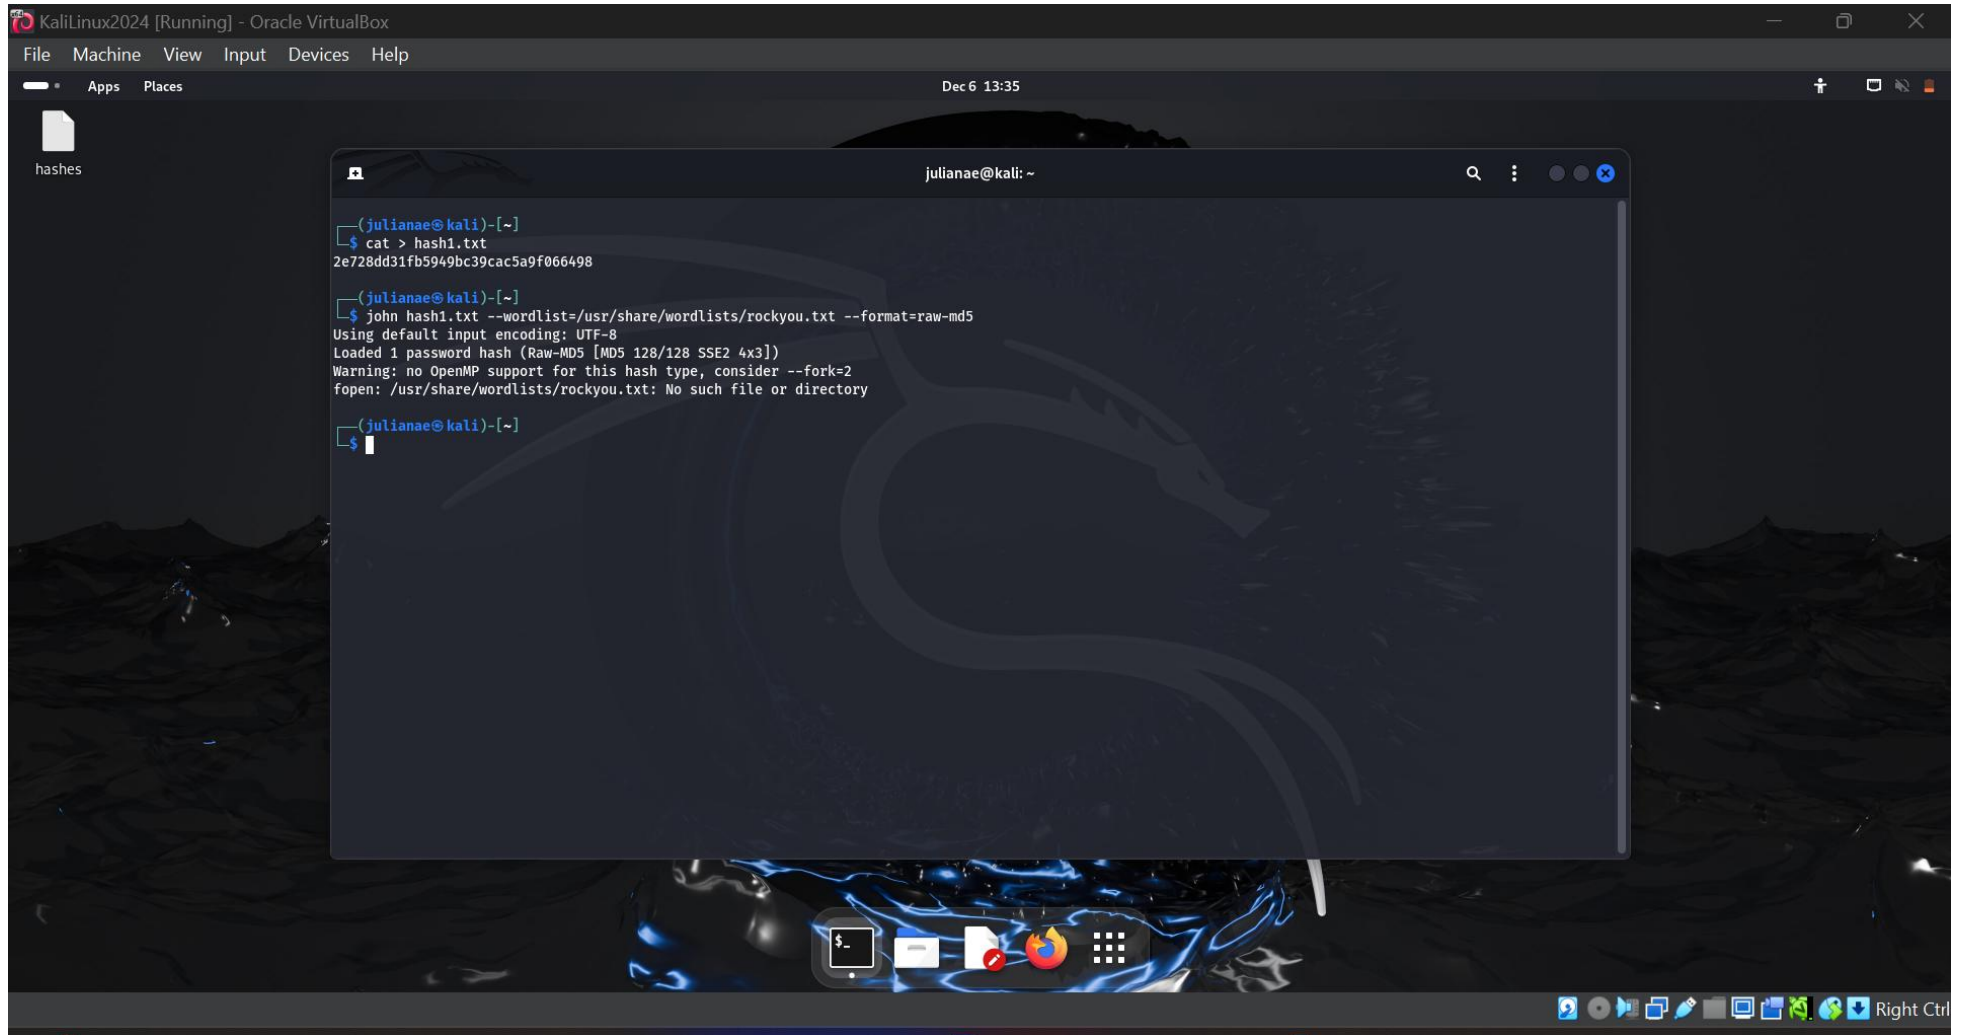 KaliLinux2024 [Running] - Oracle VirtualBox
File Machine View Input Devices Help
Apps Places Dec 6 13:35
hashes
julianae@kali: ~
┌──(julianae㉿kali)-[~]
└─$ cat > hash1.txt
2e728dd31fb5949bc39cac5a9f066498
┌──(julianae㉿kali)-[~]
└─$ john hash1.txt --wordlist=/usr/share/wordlists/rockyou.txt --format=raw-md5
Using default input encoding: UTF-8
Loaded 1 password hash (Raw-MD5 [MD5 128/128 SSE2 4x3])
Warning: no OpenMP support for this hash type, consider --fork=2
fopen: /usr/share/wordlists/rockyou.txt: No such file or directory
┌──(julianae㉿kali)-[~]
└─$
$_
Right Ctrl